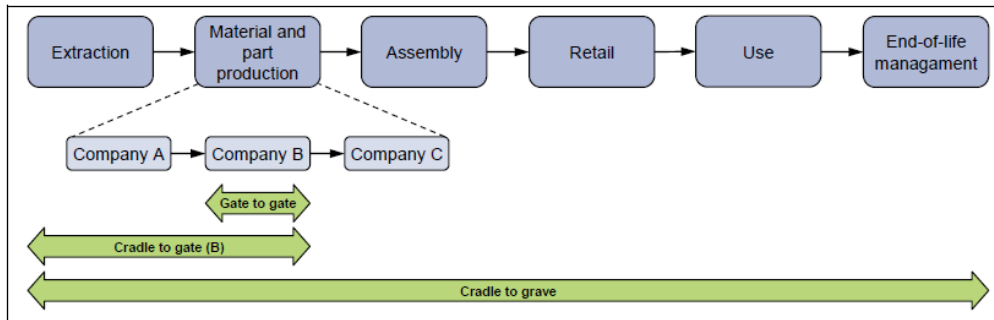 Extraction
Material and
part
production
Assembly
Retail
Use
End-of-life
managament
Company A
Company B
Company C
Gate to gate
Cradle to gate (B)
Cradle to grave